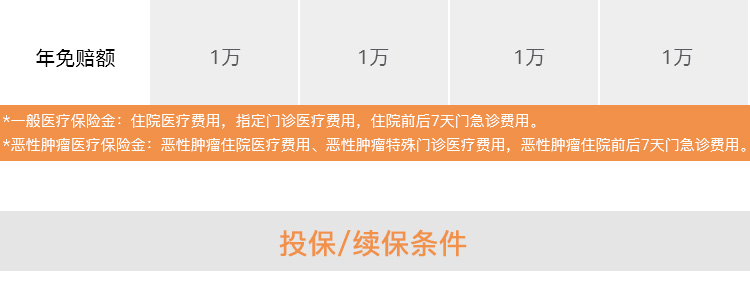 年免赔额 1万 1万 1万 1万
*一般医疗保险金：住院医疗费用，指定门诊医疗费用，住院前后7天门急诊费用。
*恶性肿瘤医疗保险金：恶性肿瘤住院医疗费用、恶性肿瘤特殊门诊医疗费用，恶性肿瘤住院前后7天门急诊费用。
投保/续保条件